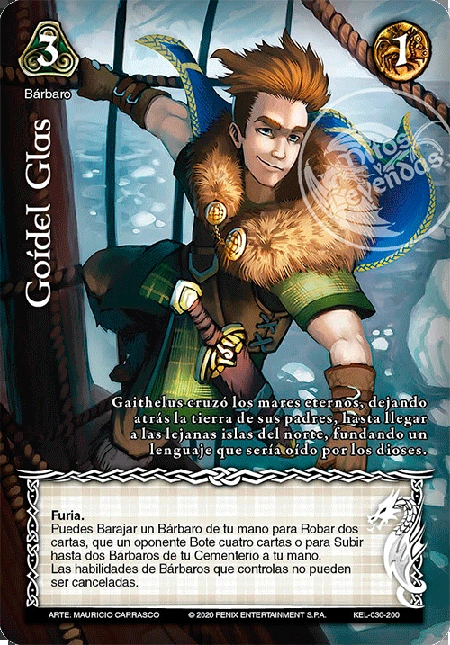 3
1
Bárbaro
Goídel Glas
Mitos y Leyendas
Gaithelus cruzó los mares eternos, dejando
atrás la tierra de sus padres, hasta llegar
a las lejanas islas del norte, fundando un
lenguaje que sería oído por los dioses.
Furia.
Puedes Barajar un Bárbaro de tu mano para Robar dos
cartas, que un oponente Bote cuatro cartas o para Subir
hasta dos Bárbaros de tu Cementerio a tu mano.
Las habilidades de Bárbaros que controlas no pueden
ser canceladas.
ARTE: MAURICIO CARRASCO © 2020 FENIX ENTERTAINMENT S.P.A. KEL-030-200